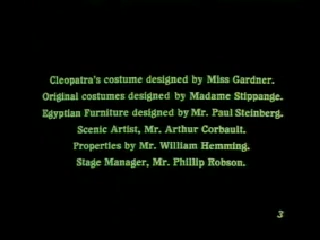 Cleopatra's costume designed by Miss Gardner.
Original costumes designed by Madame Stippange.
Egyptian Furniture designed by Mr. Paul Steinberg.
Scenic Artist, Mr. Arthur Corbault.
Properties by Mr. William Hemming.
Stage Manager, Mr. Phillip Robson.
3